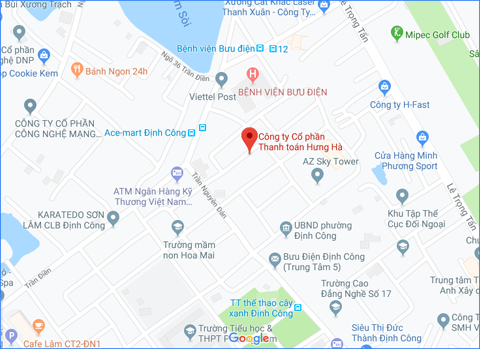 Bùi Xương Trạch
Sói
Xưởng Cắt Khắc Laser
Thanh Xuân - Công Ty...
Lê Trọng Tấn
Mipec Golf Club
Cổ phần
nghệ DNP
Bệnh viện Bưu điện
12
Ngõ 36 Trần Điền
Cookie Kem
Bánh Ngon 24h
Viettel Post
BỆNH VIỆN BƯU ĐIỆN
Công ty H-Fast
CÔNG TY CỔ PHẦN
CÔNG NGHỆ MẠNG...
Ace-mart Định Công
Công ty Cổ phần
Thanh toán Hưng Hà
AZ Sky Tower
Cửa Hàng Minh
Phương Sport
ATM Ngân Hàng Kỹ
Thương Việt Nam...
Trần Nguyên Đán
Lê Trọng Tấn
KARATEDO SƠN
LÂM CLB Định Công
UBND phường
Định Công
Khu Tập Thể
Cục Đối Ngoại
Trường mầm
non Hoa Mai
Bưu Điện Định Công
(Trung Tâm 5)
Trần Điền
Trường Cao
Đẳng Nghề Số 17
Trung tâm T
Anh Xây d
TT thể thao cây
xanh Định Công
Công ty CP
SMVH Việt
Siêu Thị Đức
Thành Định Công
Cafe Lâm CT2-ĐN1
Trường Tiểu học &
THPT
Google